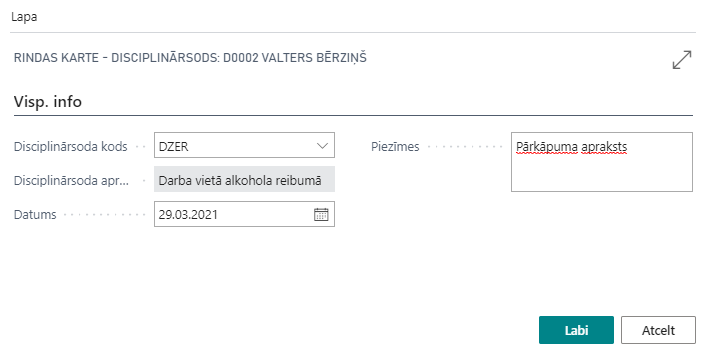 Lapa
RINDAS KARTE - DISCIPLINĀRSODS: D0002 VALTERS BĒRZIŅŠ
Visp. info
Disciplinārsoda kods
DZER
Piezīmes
Pārkāpuma apraksts
Disciplinārsoda apr...
Darba vietā alkohola reibumā
Datums
29.03.2021
Labi
Atcelt